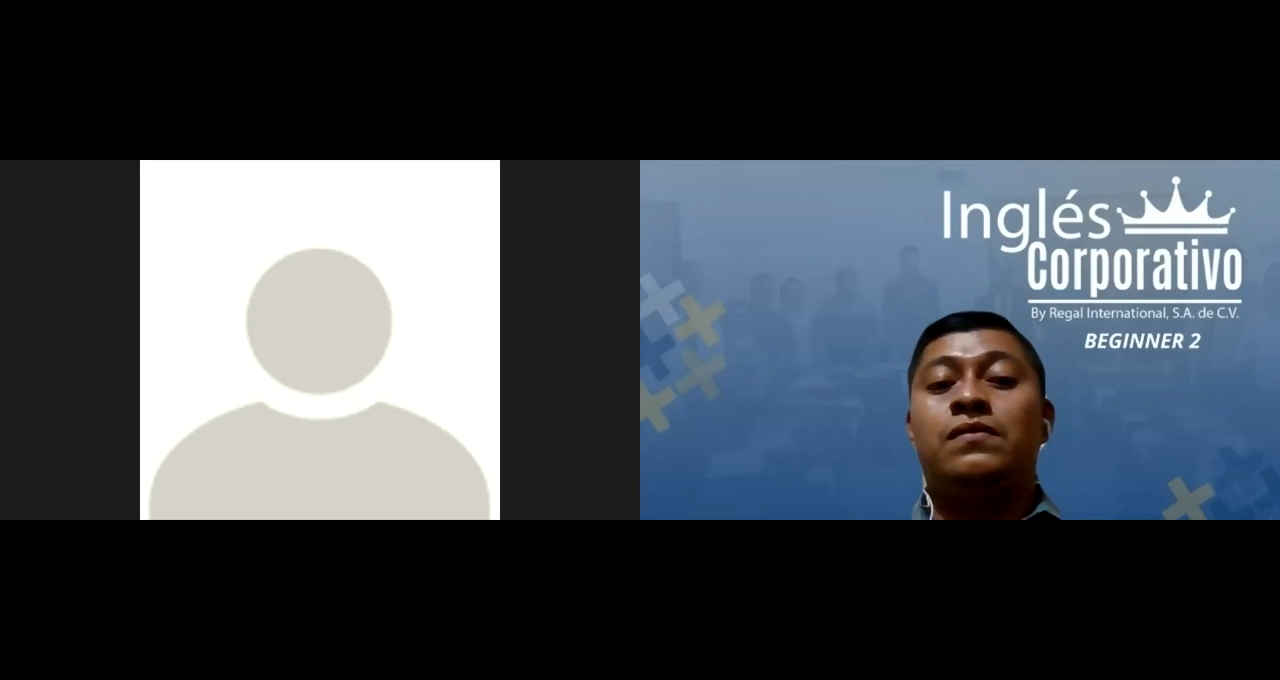 Inglés
Corporativo
By Regal International, S.A. de C.V.
BEGINNER 2